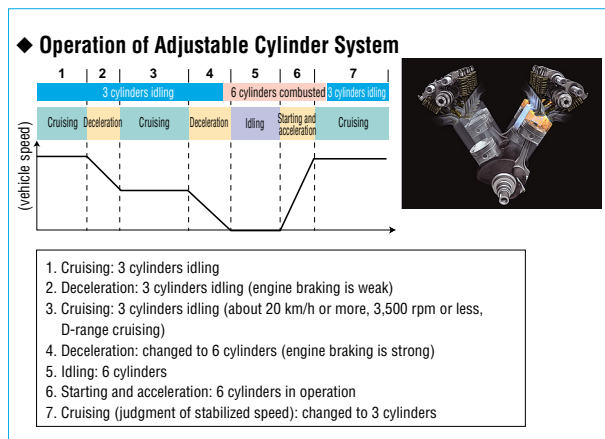 ◆ Operation of Adjustable Cylinder System
1 2 3 4 5 6 7
3 cylinders idling 6 cylinders combusted 3 cylinders idling
Cruising Deceleration Cruising Deceleration Idling Starting and acceleration Cruising
(vehicle speed)
1. Cruising: 3 cylinders idling
2. Deceleration: 3 cylinders idling (engine braking is weak)
3. Cruising: 3 cylinders idling (about 20 km/h or more, 3,500 rpm or less,
D-range cruising)
4. Deceleration: changed to 6 cylinders (engine braking is strong)
5. Idling: 6 cylinders
6. Starting and acceleration: 6 cylinders in operation
7. Cruising (judgment of stabilized speed): changed to 3 cylinders